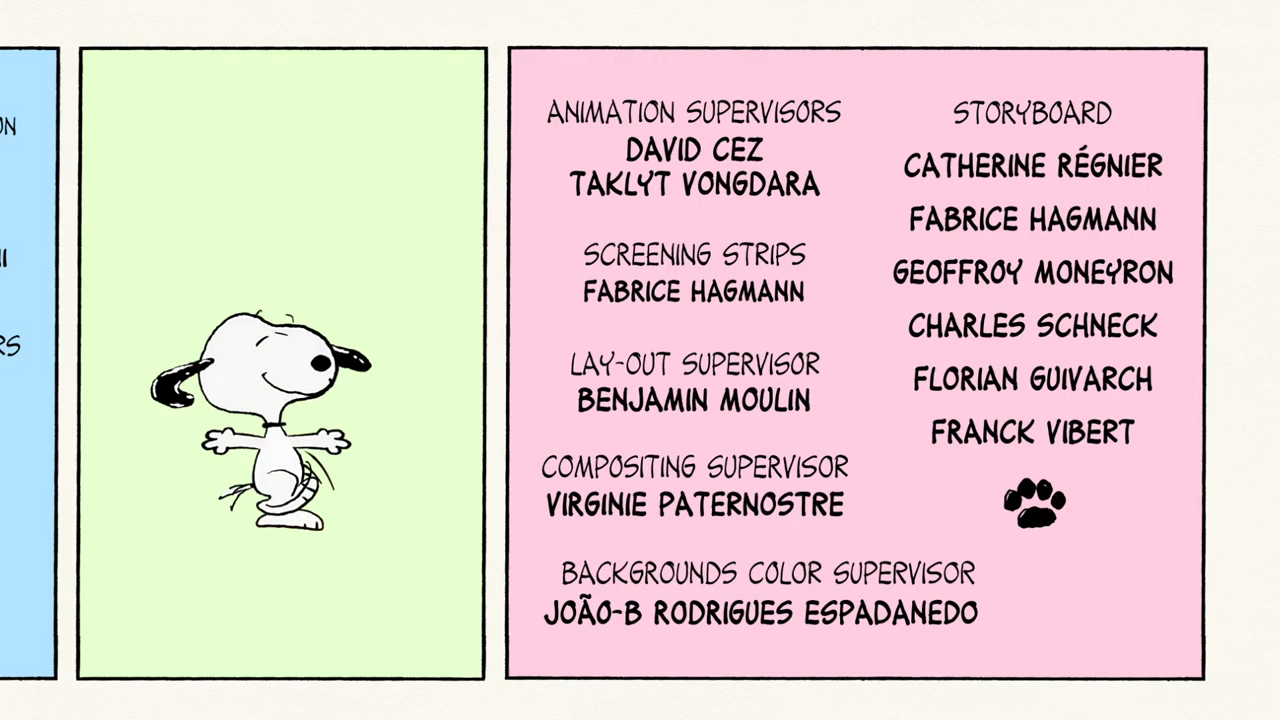 ANIMATION SUPERVISORS
DAVID CEZ
TAKLYT VONGDARA
SCREENING STRIPS
FABRICE HAGMANN
LAY-OUT SUPERVISOR
BENJAMIN MOULIN
COMPOSITING SUPERVISOR
VIRGINIE PATERNOSTRE
BACKGROUNDS COLOR SUPERVISOR
JOÃO-B RODRIGUES ESPADANEDO
STORYBOARD
CATHERINE RÉGNIER
FABRICE HAGMANN
GEOFFROY MONEYRON
CHARLES SCHNECK
FLORIAN GUIVARCH
FRANCK VIBERT